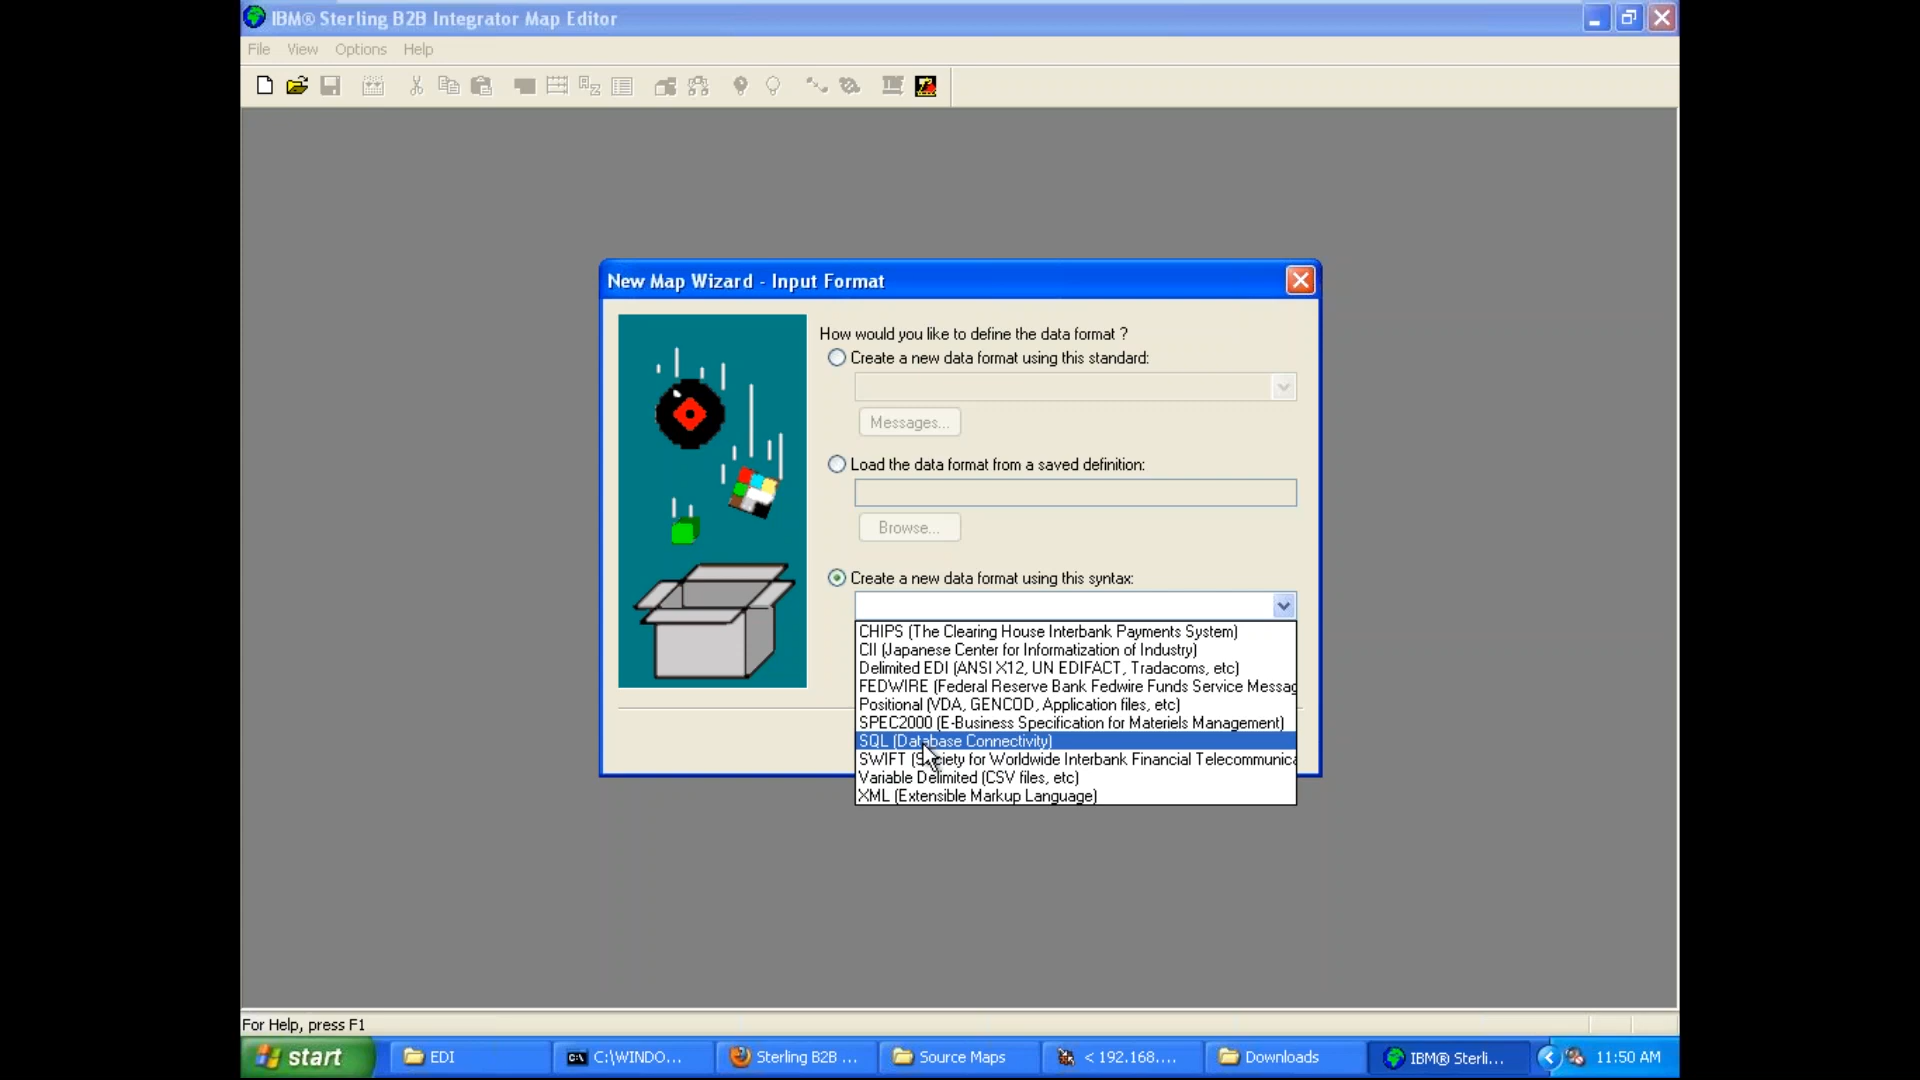 IBM® Sterling B2B Integrator Map Editor
File View Options Help
New Map Wizard - Input Format
How would you like to define the data format ?
Create a new data format using this standard:
Messages...
Load the data format from a saved definition:
Browse...
Create a new data format using this syntax:
CHIPS (The Clearing House Interbank Payments System)
CII (Japanese Center for Informatization of Industry)
Delimited EDI (ANSI X12, UN EDIFACT, Tradacoms, etc)
FEDWIRE (Federal Reserve Bank Fedwire Funds Service Messag
Positional (VDA, GENCOD, Application files, etc)
SPEC2000 (E-Business Specification for Materiels Management)
SQL (Database Connectivity)
SWIFT (Society for Worldwide Interbank Financial Telecommunica
Variable Delimited (CSV files, etc)
XML (Extensible Markup Language)
For Help, press F1
start EDI C:\WINDO... Sterling B2B ... Source Maps < 192.168.... Downloads IBM® Sterli... 11:50 AM